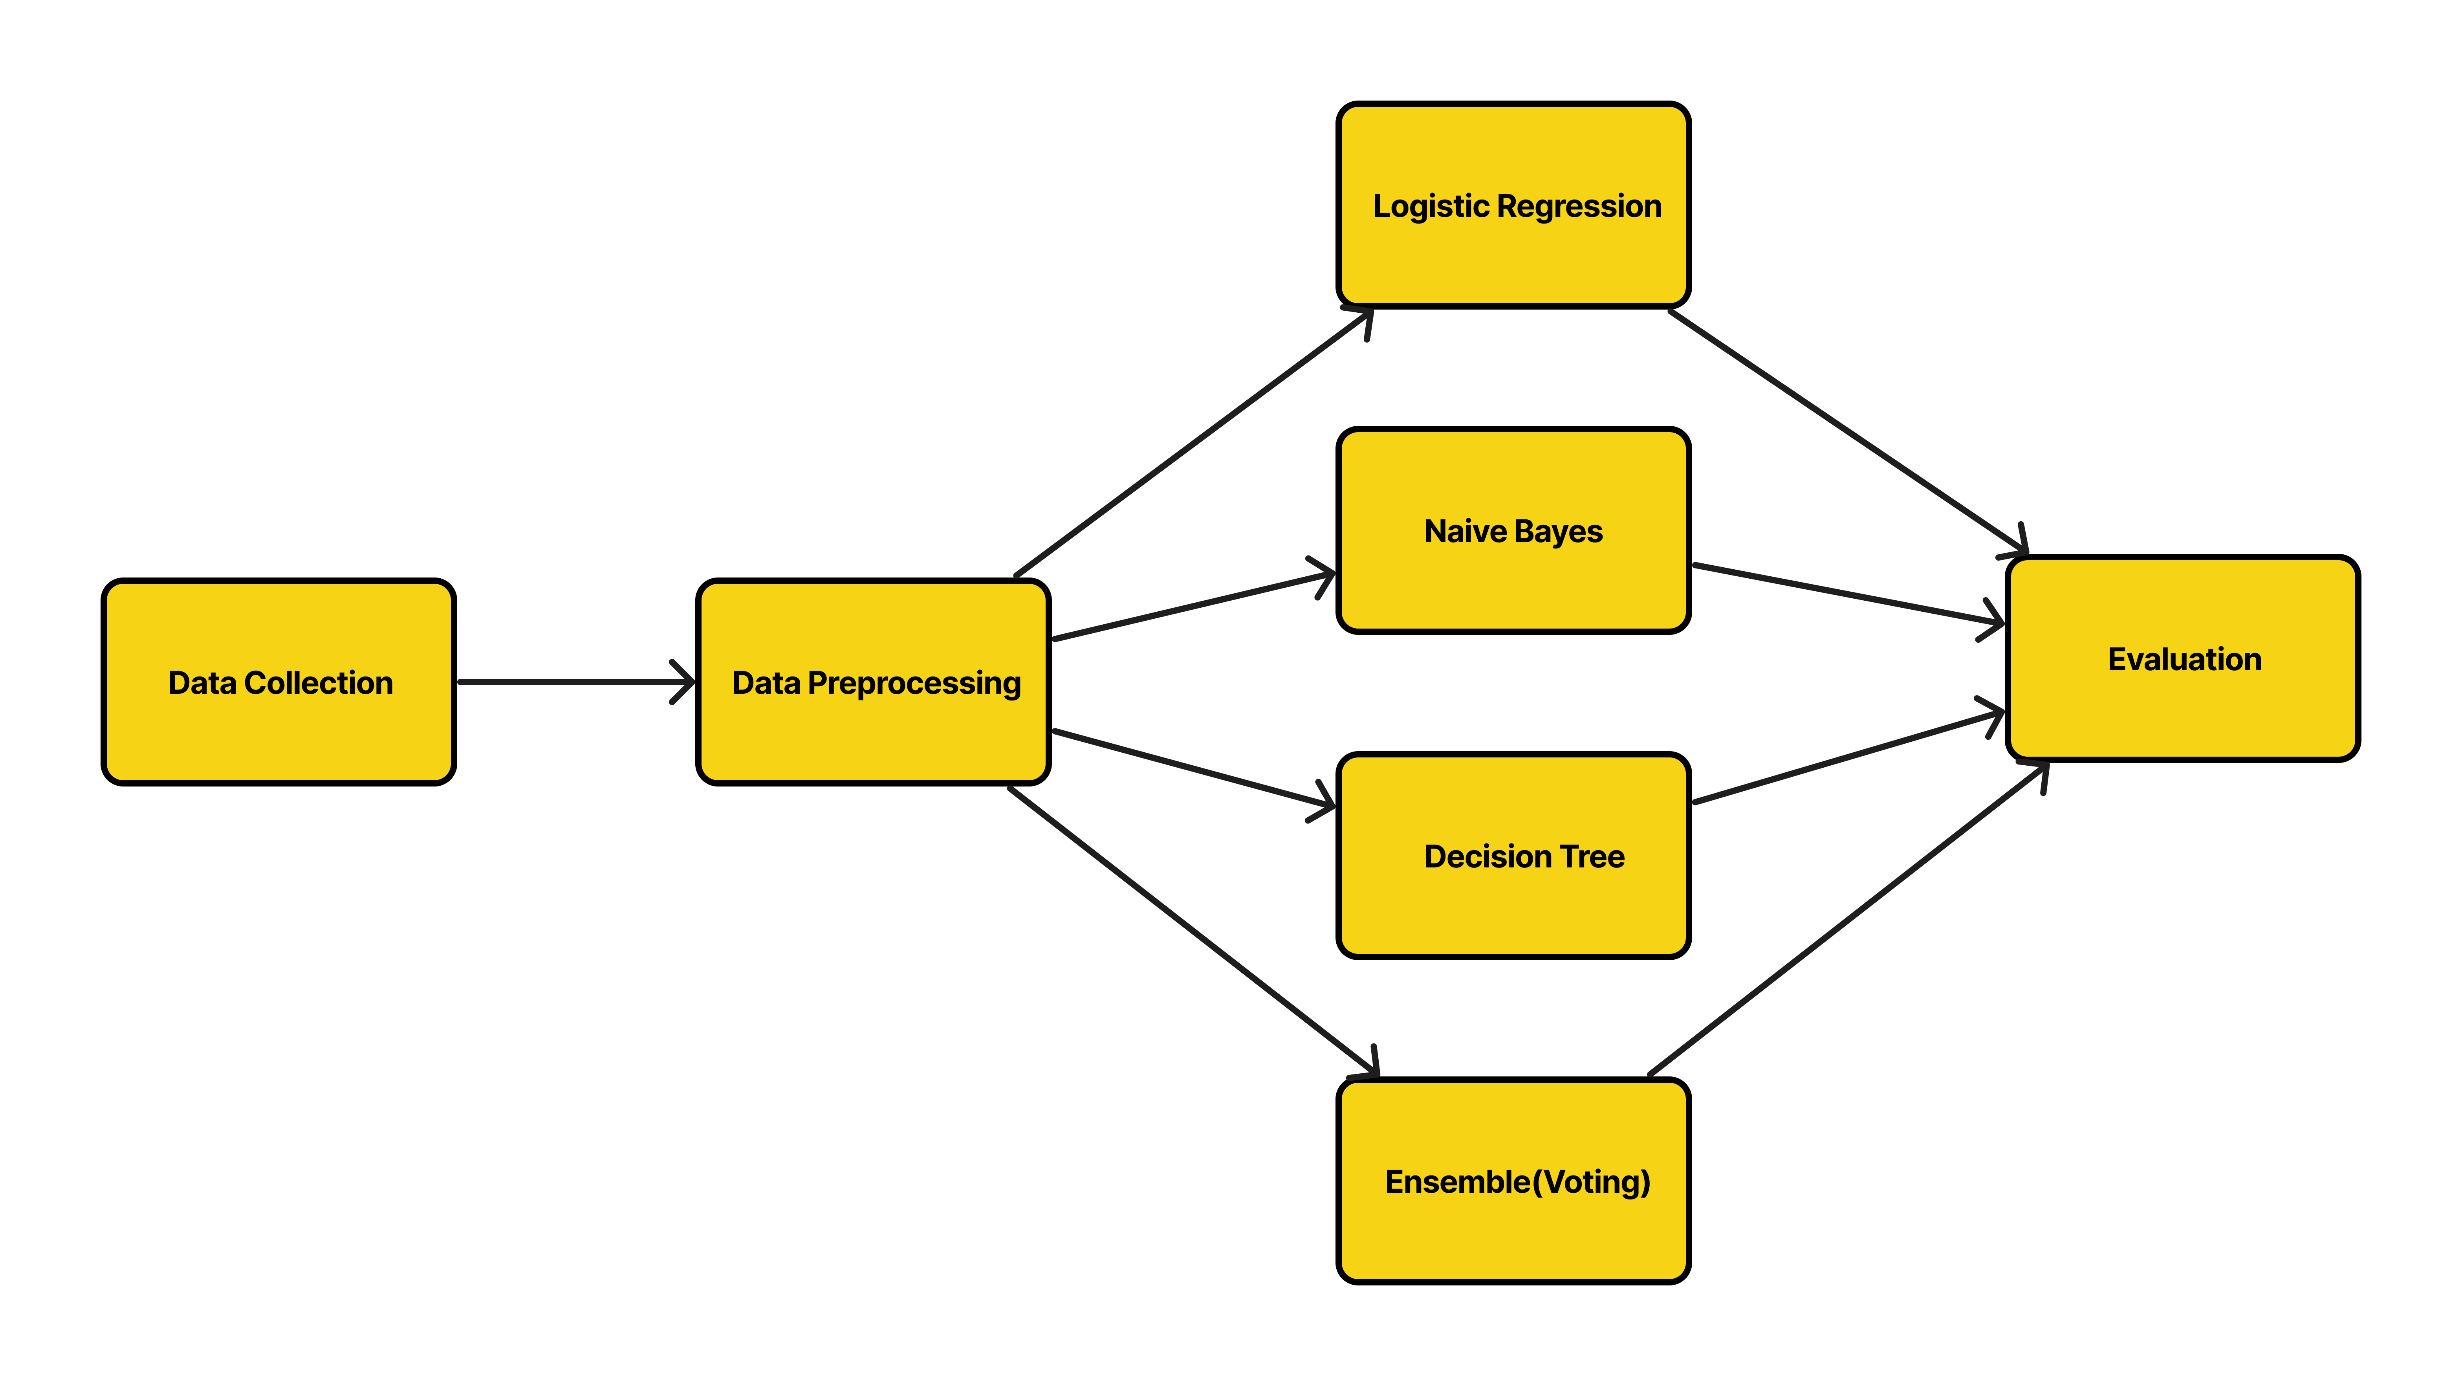 Data Collection
Data Preprocessing
Logistic Regression
Naive Bayes
Decision Tree
Ensemble(Voting)
Evaluation